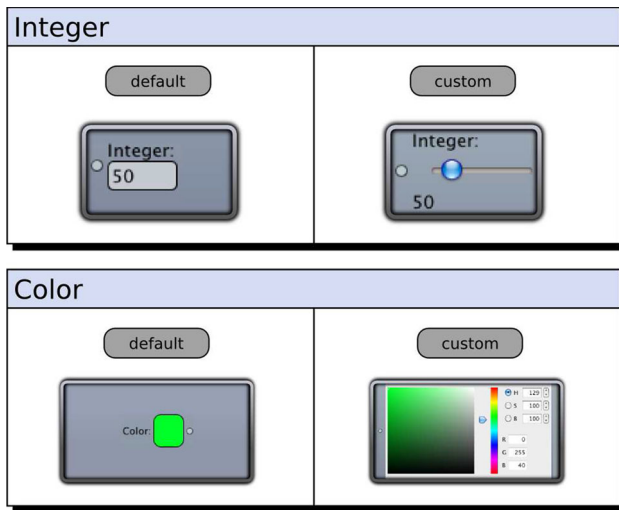 Integer
default
custom
Integer:
50
Integer:
50
Color
default
custom
Color:
H 129
S 100
B 100
R 0
G 255
B 40